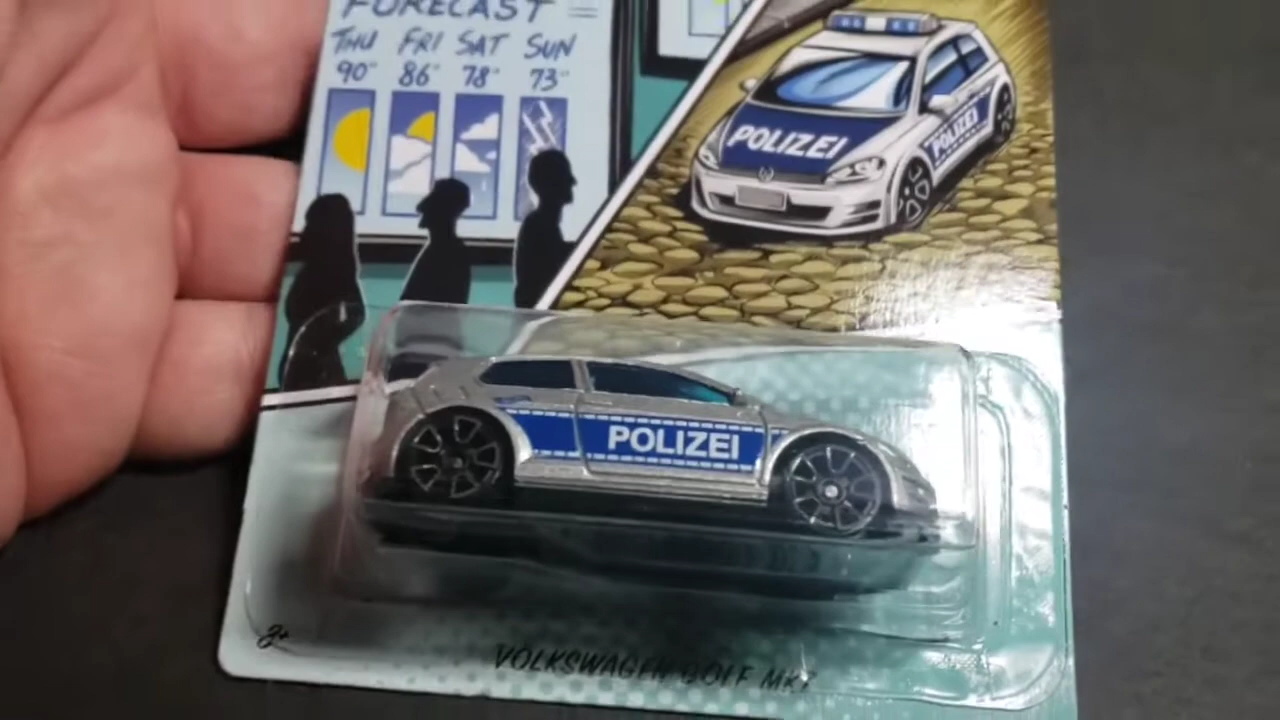 FORECAST
THU FRI SAT SUN
90° 86° 78° 73°
POLIZEI
POLIZEI
POLIZEI
VOLKSWAGEN GOLF MK7